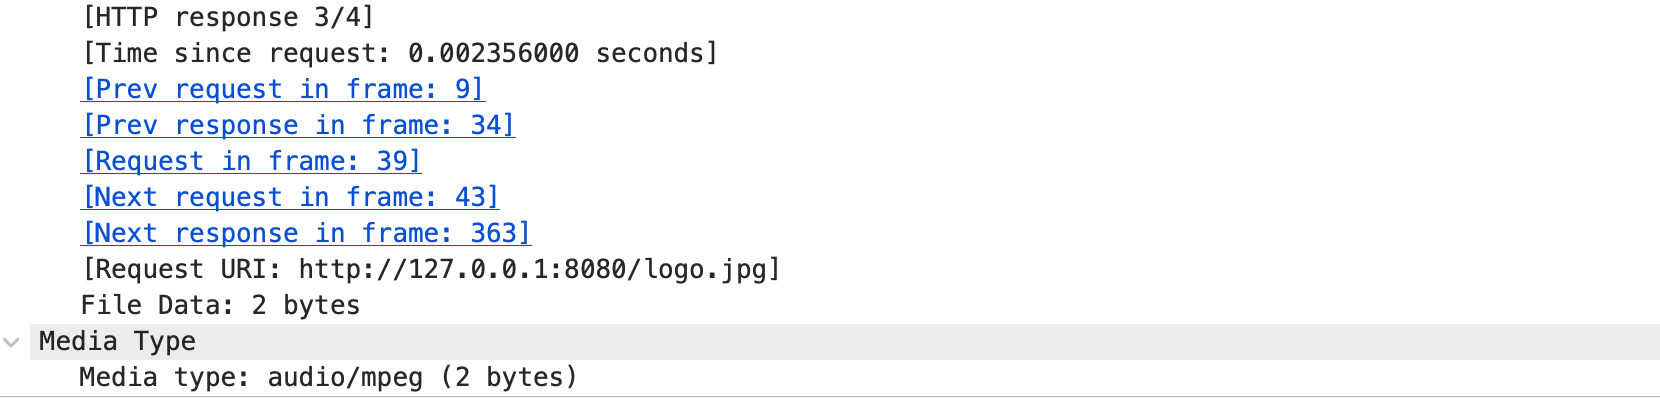 [HTTP response 3/4]
[Time since request: 0.002356000 seconds]
[Prev request in frame: 9]
[Prev response in frame: 34]
[Request in frame: 39]
[Next request in frame: 43]
[Next response in frame: 363]
[Request URI: http://127.0.0.1:8080/logo.jpg]
File Data: 2 bytes
Media Type
Media type: audio/mpeg (2 bytes)